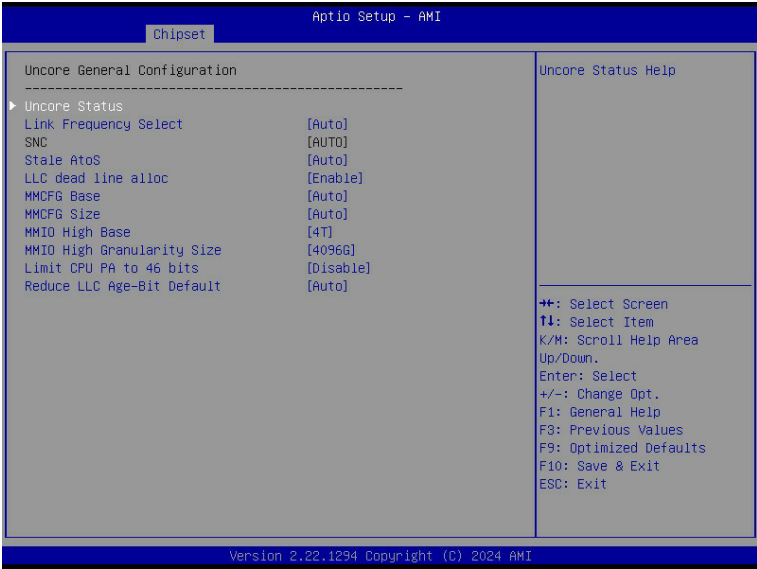 Aptio Setup – AMI
Chipset
Uncore General Configuration
--------------------------------------------------
Uncore Status
Link Frequency Select [Auto]
SNC [AUTO]
Stale AtoS [Auto]
LLC dead line alloc [Enable]
MMCFG Base [Auto]
MMCFG Size [Auto]
MMIO High Base [4T]
MMIO High Granularity Size [4096G]
Limit CPU PA to 46 bits [Disable]
Reduce LLC Age-Bit Default [Auto]
Uncore Status Help
→←: Select Screen
↑↓: Select Item
K/M: Scroll Help Area
Up/Down.
Enter: Select
+/-: Change Opt.
F1: General Help
F3: Previous Values
F9: Optimized Defaults
F10: Save & Exit
ESC: Exit
Version 2.22.1294 Copyright (C) 2024 AMI